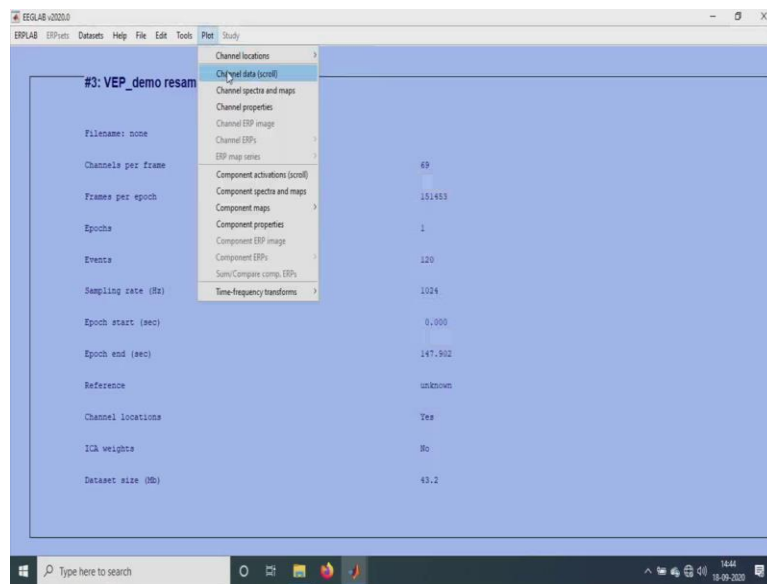 EEGLAB v2020.0
ERPLAB ERPsets Datasets Help File Edit Tools Plot Study
Channel locations
Channel data (scroll)
Channel spectra and maps
Channel properties
Channel ERP image
Channel ERPs
ERP map series
Component activations (scroll)
Component spectra and maps
Component maps
Component properties
Component ERP image
Component ERPs
Sum/Compare comp. ERPs
Time-frequency transforms
#3: VEP_demo resam
Filename: none
Channels per frame 69
Frames per epoch 151453
Epochs 1
Events 120
Sampling rate (Hz) 1024
Epoch start (sec) 0.000
Epoch end (sec) 147.902
Reference unknown
Channel locations Yes
ICA weights No
Dataset size (Mb) 43.2
Type here to search
14:44
18-09-2020